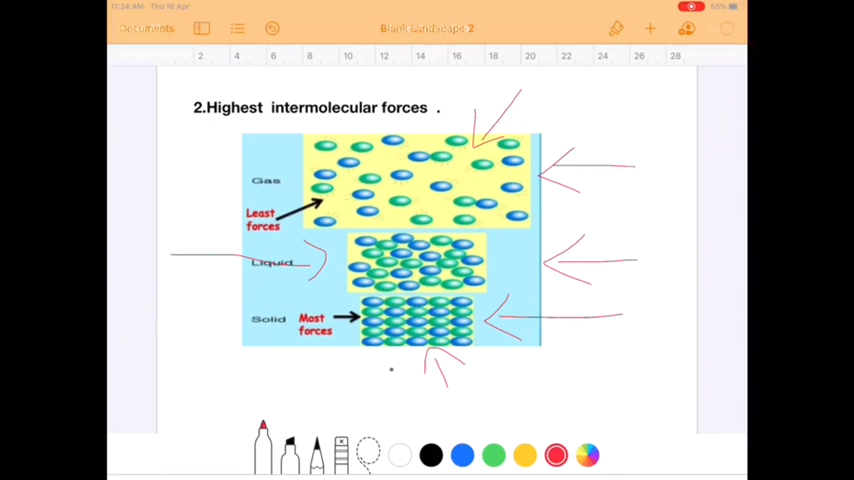 11:24 AM Thu 16 Apr
55%
Documents
Blank Landscape 2
2 4 6 8 10 12 14 16 18 20 22 24 26 28
2.Highest intermolecular forces .
Gas
Least
forces
Liquid
Solid
Most
forces